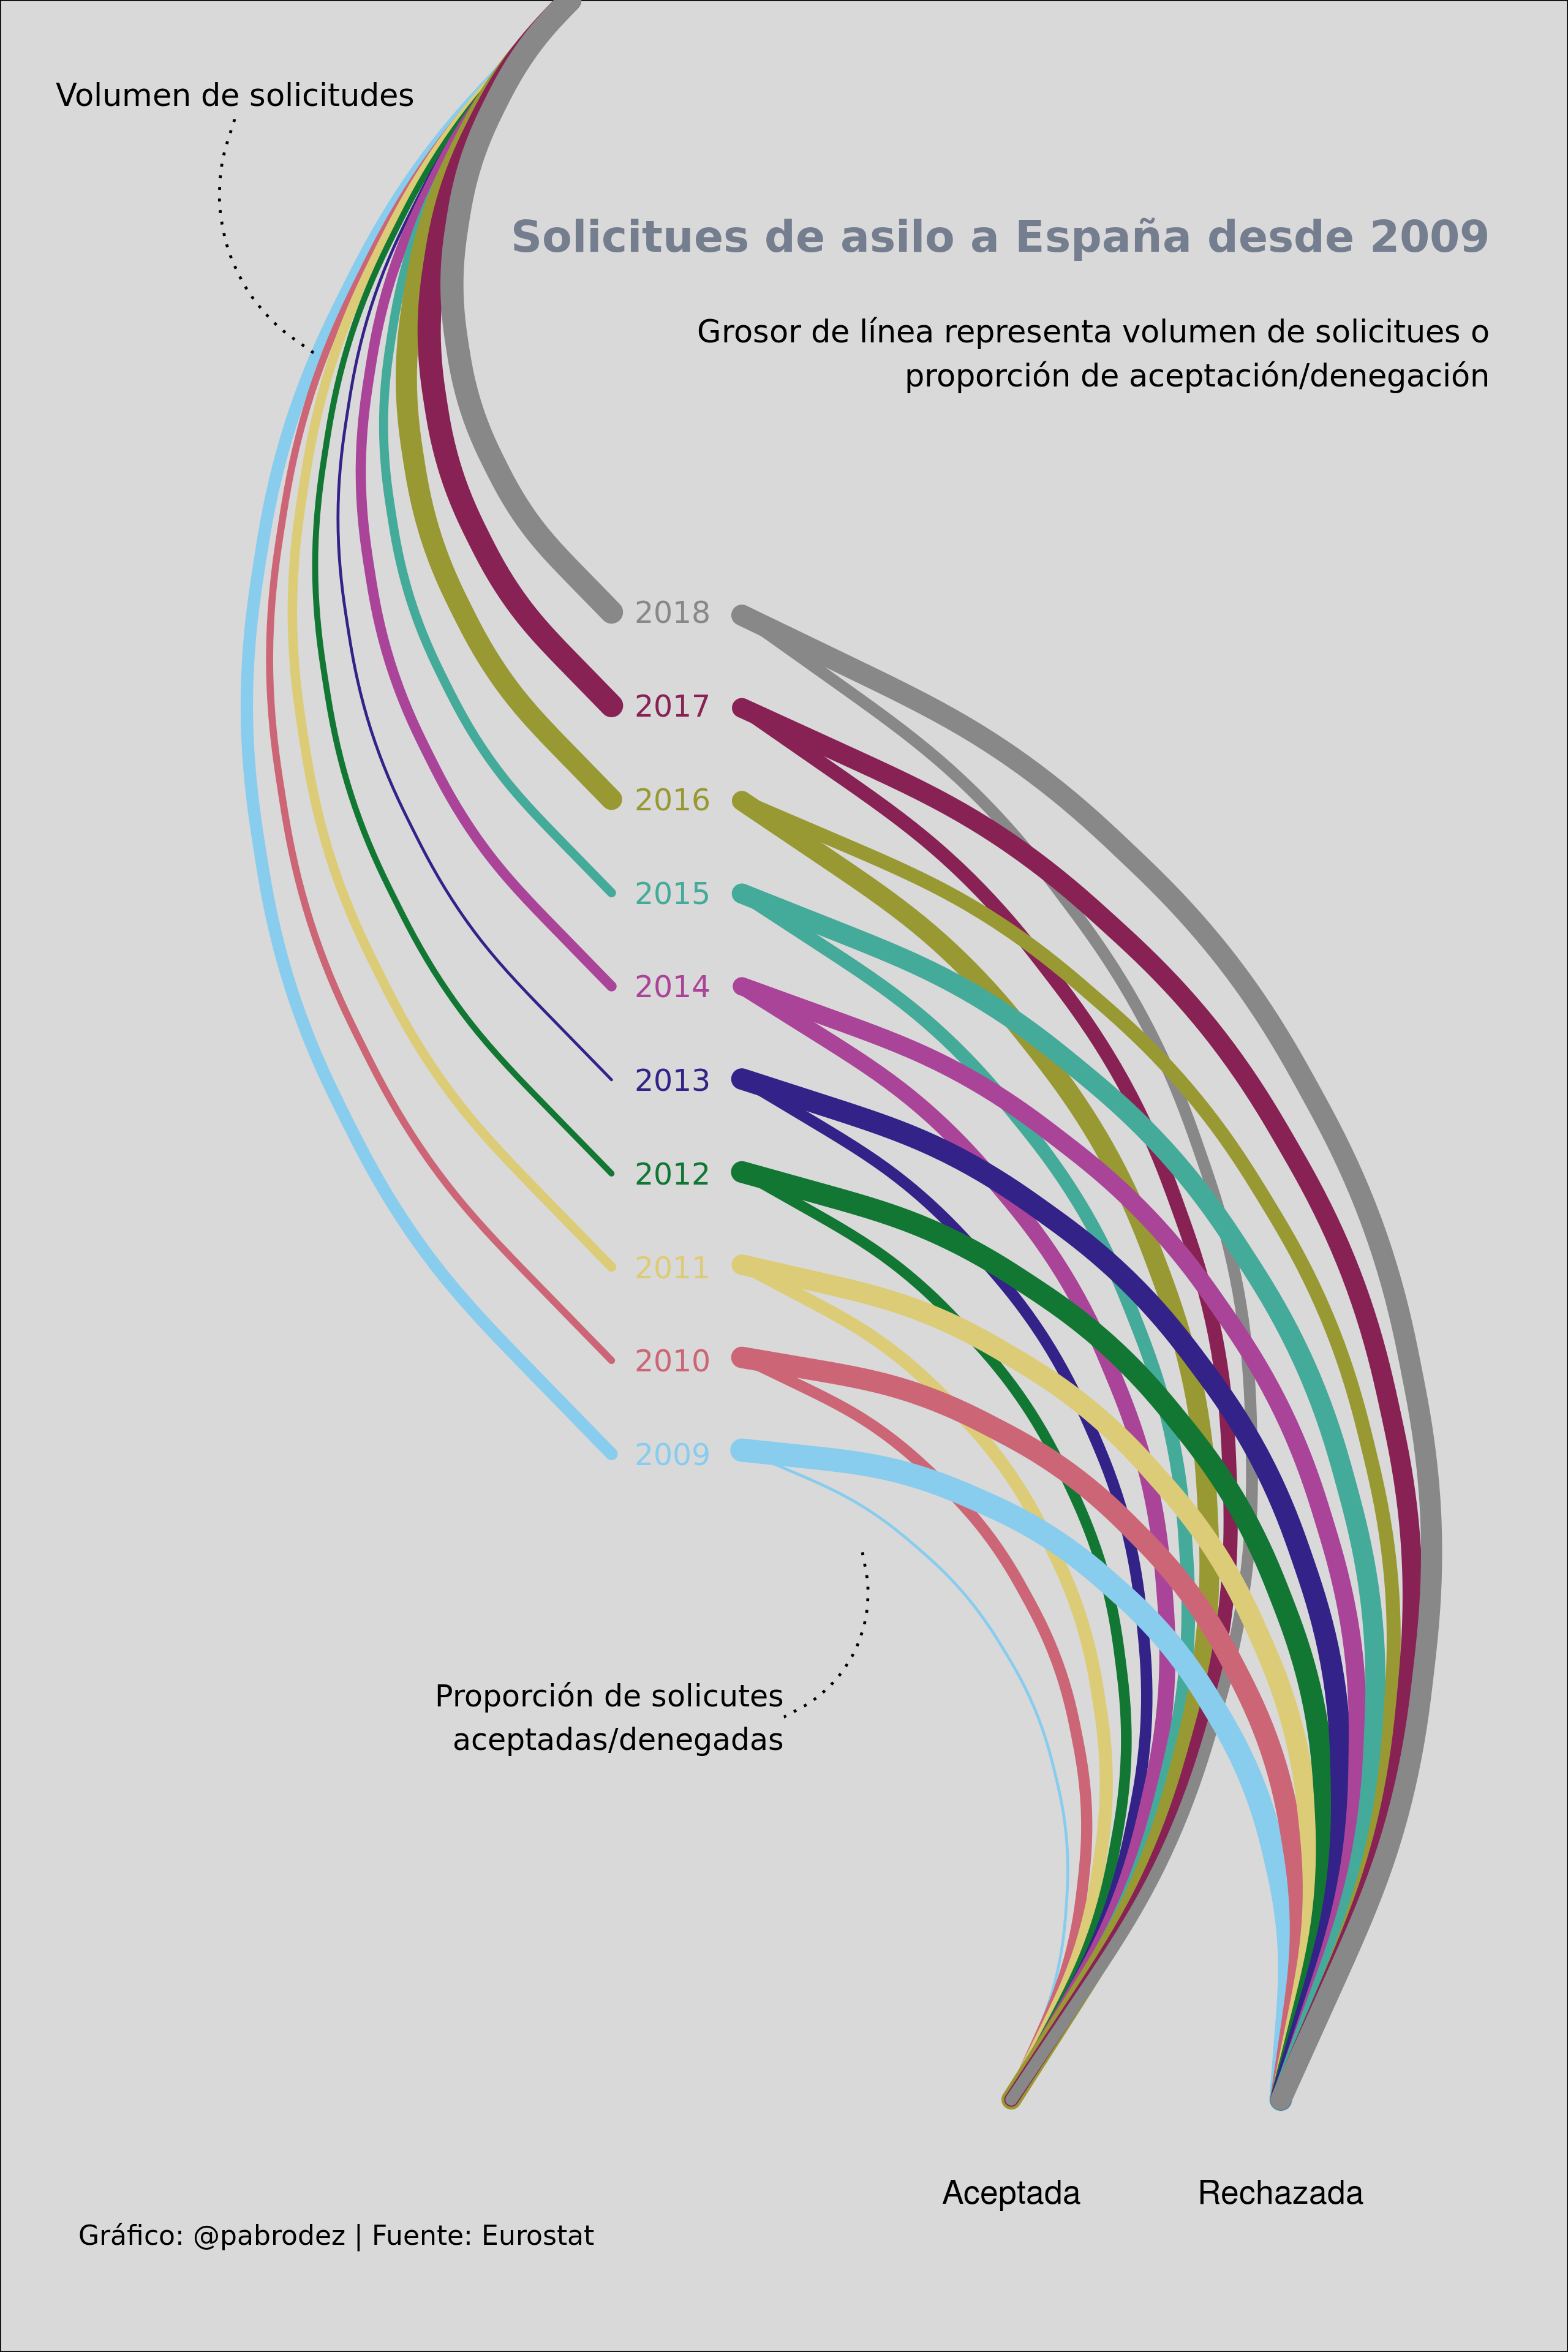 Volumen de solicitudes
Solicitues de asilo a España desde 2009
Grosor de línea representa volumen de solicitues o
proporción de aceptación/denegación
2018
2017
2016
2015
2014
2013
2012
2011
2010
2009
Proporción de solicutes
aceptadas/denegadas
Aceptada
Rechazada
Gráfico: @pabrodez | Fuente: Eurostat